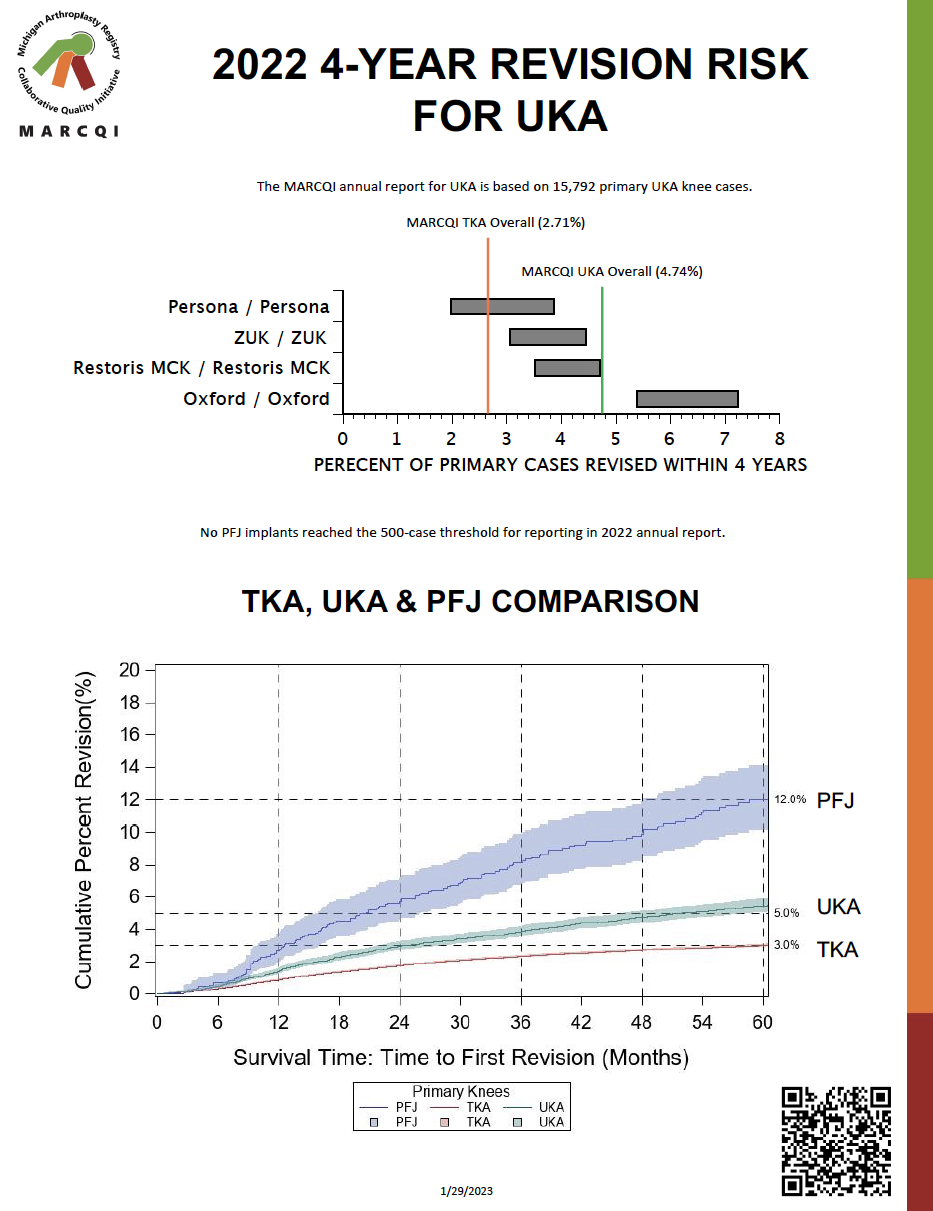 Michigan Arthroplasty Registry
Collaborative Quality Initiative
MARCQI
2022 4-YEAR REVISION RISK
FOR UKA
The MARCQI annual report for UKA is based on 15,792 primary UKA knee cases.
MARCQI TKA Overall (2.71%)
MARCQI UKA Overall (4.74%)
Persona / Persona
ZUK / ZUK
Restoris MCK / Restoris MCK
Oxford / Oxford
0 1 2 3 4 5 6 7 8
PERECENT OF PRIMARY CASES REVISED WITHIN 4 YEARS
No PFJ implants reached the 500-case threshold for reporting in 2022 annual report.
TKA, UKA & PFJ COMPARISON
Cumulative Percent Revision(%)
20
18
16
14
12
10
8
6
4
2
0
12.0% PFJ
5.0% UKA
3.0% TKA
0 6 12 18 24 30 36 42 48 54 60
Survival Time: Time to First Revision (Months)
Primary Knees
PFJ TKA UKA
PFJ TKA UKA
1/29/2023